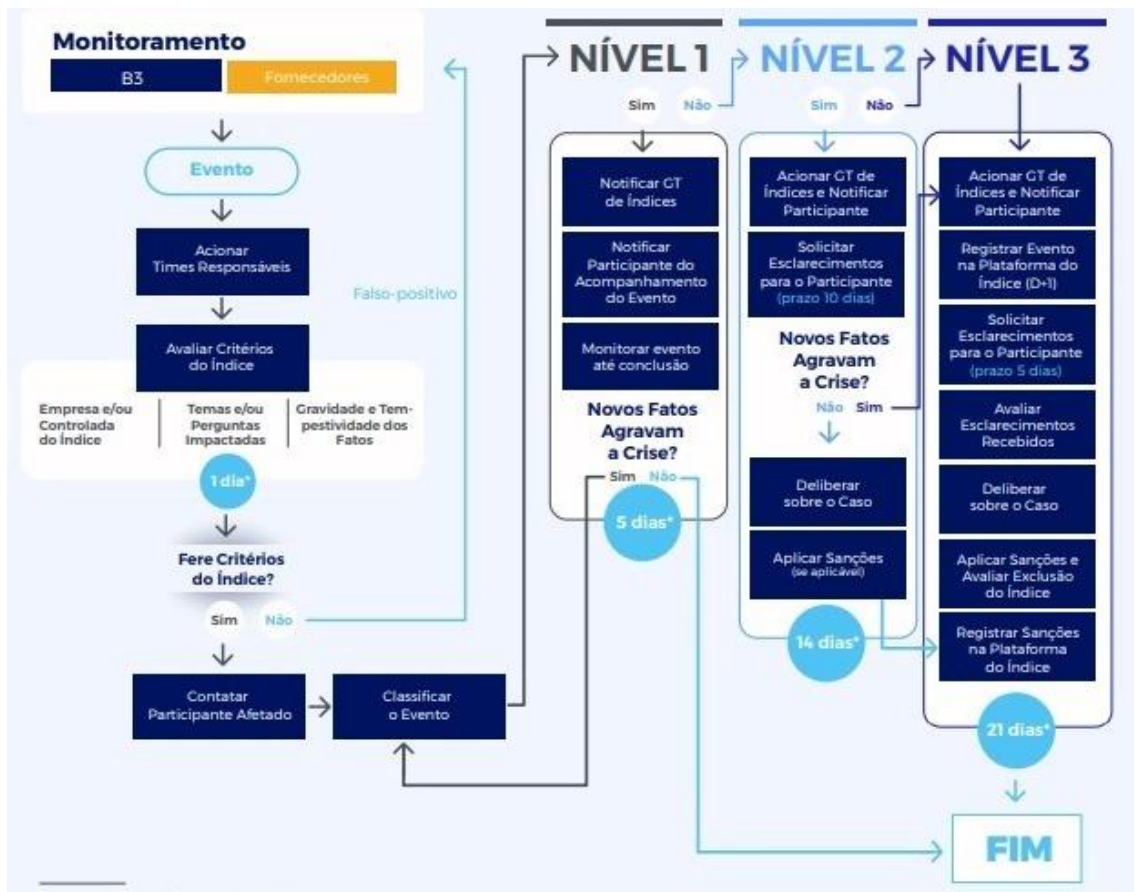 Monitoramento
B3
Fornecedores
Evento
Acionar
Times Responsáveis
Falso-positivo
Avaliar Critérios
do Índice
Empresa e/ou
Controlada
do Índice
Temas e/ou
Perguntas
Impactadas
Gravidade e Tem-
pestividade dos
Fatos
1 dia*
Fere Critérios
do Índice?
Sim
Não
Contatar
Participante Afetado
Classificar
o Evento
NÍVEL 1
Sim
Não
Notificar GT
de Índices
Notificar
Participante do
Acompanhamento
do Evento
Monitorar evento
até conclusão
Novos Fatos
Agravam
a Crise?
Sim
Não
5 dias*
NÍVEL 2
Sim
Não
Acionar GT de
Índices e Notificar
Participante
Solicitar
Esclarecimentos
para o Participante
(prazo 10 dias)
Novos Fatos
Agravam
a Crise?
Não
Sim
Deliberar
sobre o Caso
Aplicar Sanções
(se aplicável)
14 dias*
NÍVEL 3
Acionar GT de
Índices e Notificar
Participante
Registrar Evento
na Plataforma do
Índice (D+1)
Solicitar
Esclarecimentos
para o Participante
(prazo 5 dias)
Avaliar
Esclarecimentos
Recebidos
Deliberar
sobre o Caso
Aplicar Sanções e
Avaliar Exclusão
do Índice
Registrar Sanções
na Plataforma
do Índice
21 dias*
FIM